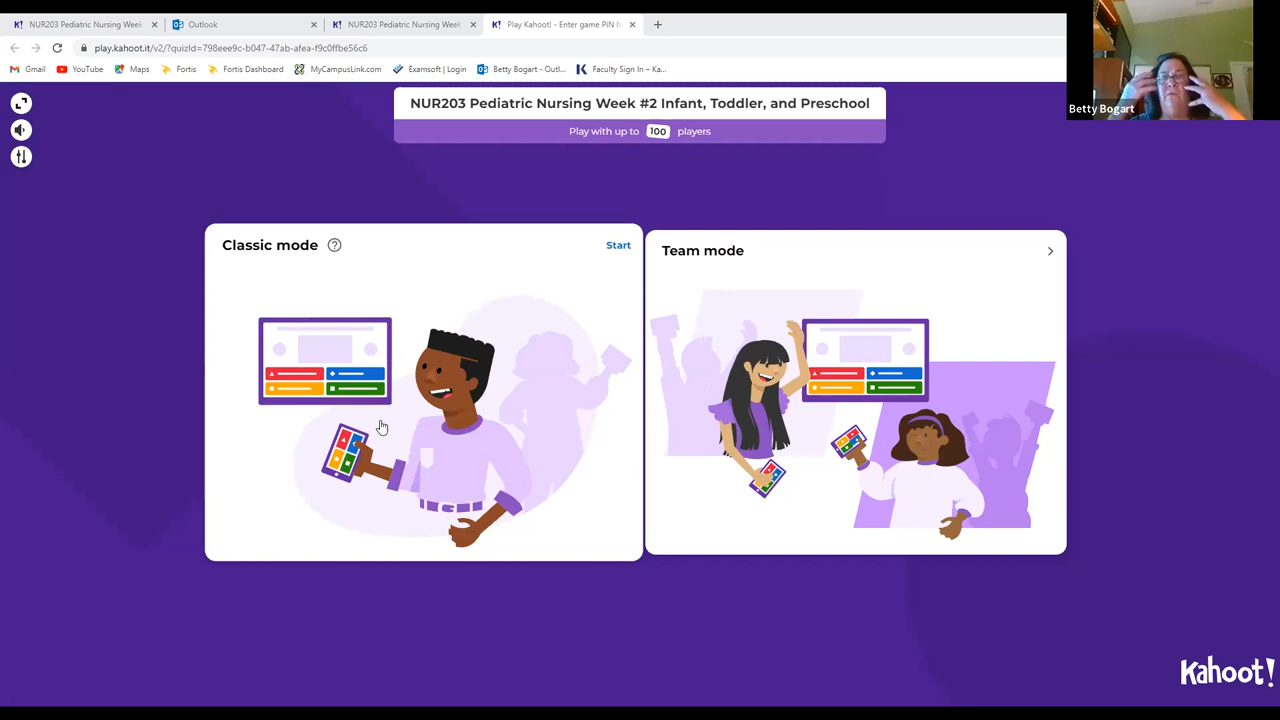 NUR203 Pediatric Nursing Week
Outlook
NUR203 Pediatric Nursing Week
Play Kahoot! - Enter game PIN h
play.kahoot.it/v2/?quizId=798eee9c-b047-47ab-afea-f9c0ffbe56c6
Gmail
YouTube
Maps
Fortis
Fortis Dashboard
MyCampusLink.com
Examsoft | Login
Betty Bogart - Outl...
Faculty Sign In – Ka...
Betty Bogart
NUR203 Pediatric Nursing Week #2 Infant, Toddler, and Preschool
Play with up to 100 players
Classic mode
Start
Team mode
Kahoot!